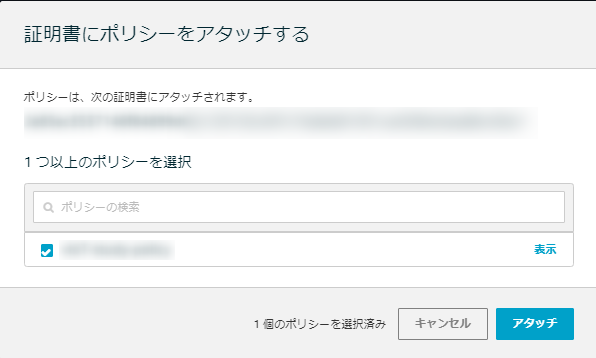 証明書にポリシーをアタッチする
ポリシーは、次の証明書にアタッチされます。
1 つ以上のポリシーを選択
ポリシーの検索
表示
1 個のポリシーを選択済み
キャンセル
アタッチ